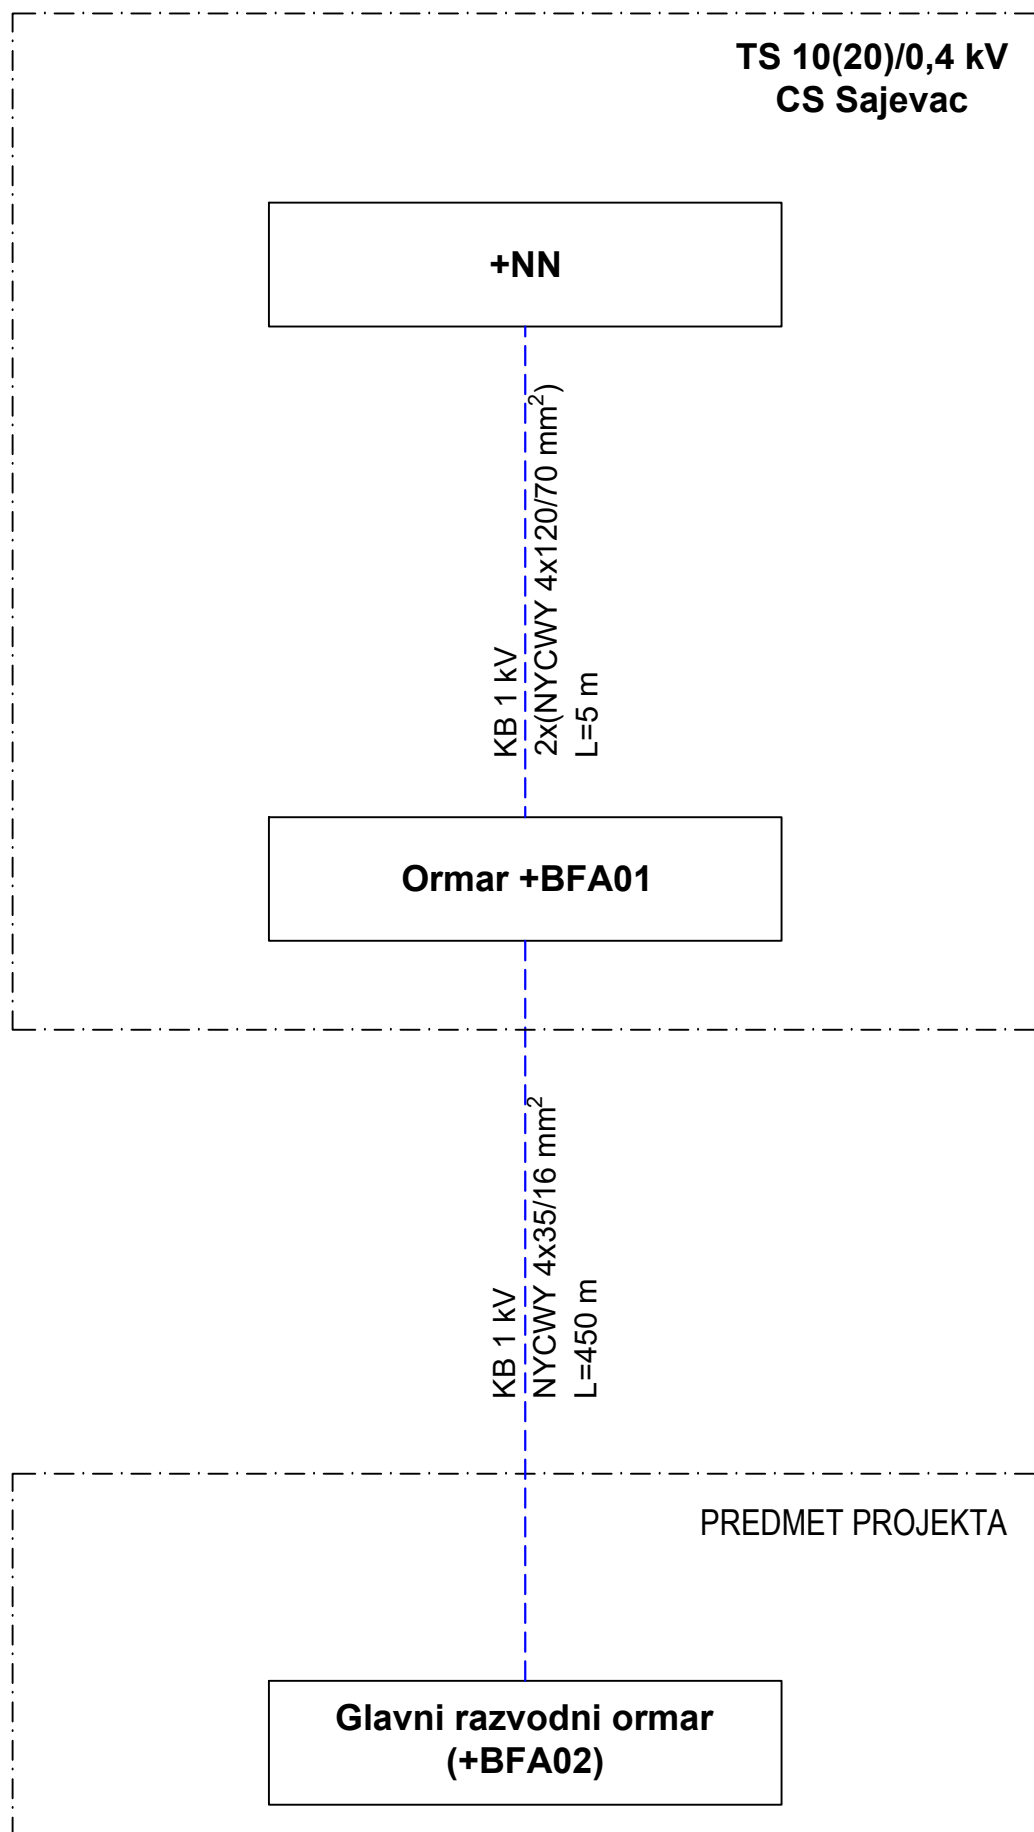 TS 10(20)/0,4 kV
CS Sajevac
+NN
KB 1 kV
2x(NYCWY 4x120/70 mm²)
L=5 m
Ormar +BFA01
KB 1 kV
NYCWY 4x35/16 mm²
L=450 m
PREDMET PROJEKTA
Glavni razvodni ormar
(+BFA02)